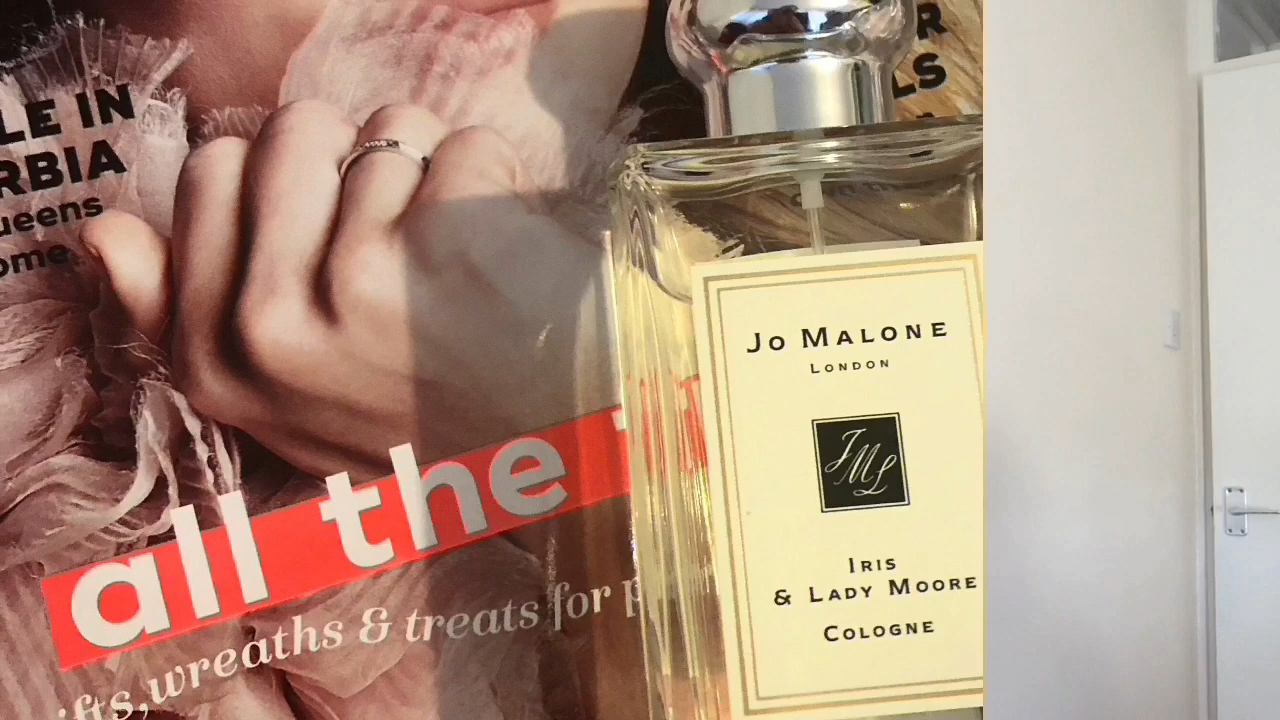 LE IN
RBIA
ueens
ome
R
LS
all the
ifts, wreaths & treats for p
JO MALONE
LONDON
JML
IRIS
& LADY MOORE
COLOGNE